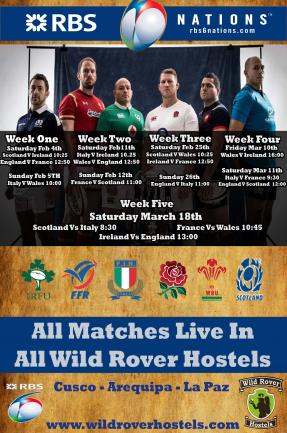 RBS
6
NATIONS™
rbs6nations.com
Week One
Saturday Feb 4th
Scotland V Ireland 10:25
England V France 12:50
Sunday Feb 5TH
Italy V Wales 10:00
Week Two
Saturday Feb11th
Italy V Ireland 10.25
Wales V England 12:50
Sunday Feb 12th
France V Scotland 11:00
Week Three
Saturday Feb 25th
Scotland V Wales 10:25
Ireland V France 12:50
Sunday 26th
England V Italy 11:00
Week Four
Friday Mar 10th
Wales V Ireland 16:00
Saturday Mar 11th
Italy V France 9:30
England V Scotland 12:00
Week Five
Saturday March 18th
Scotland Vs Italy 8:30
France Vs Wales 10:45
Ireland Vs England 13:00
IRFU
FFR
F.I.R.
WRU
SCOTLAND
All Matches Live In
All Wild Rover Hostels
RBS
6
Cusco - Arequipa - La Paz
Wild Rover
Hostels
www.wildroverhostels.com